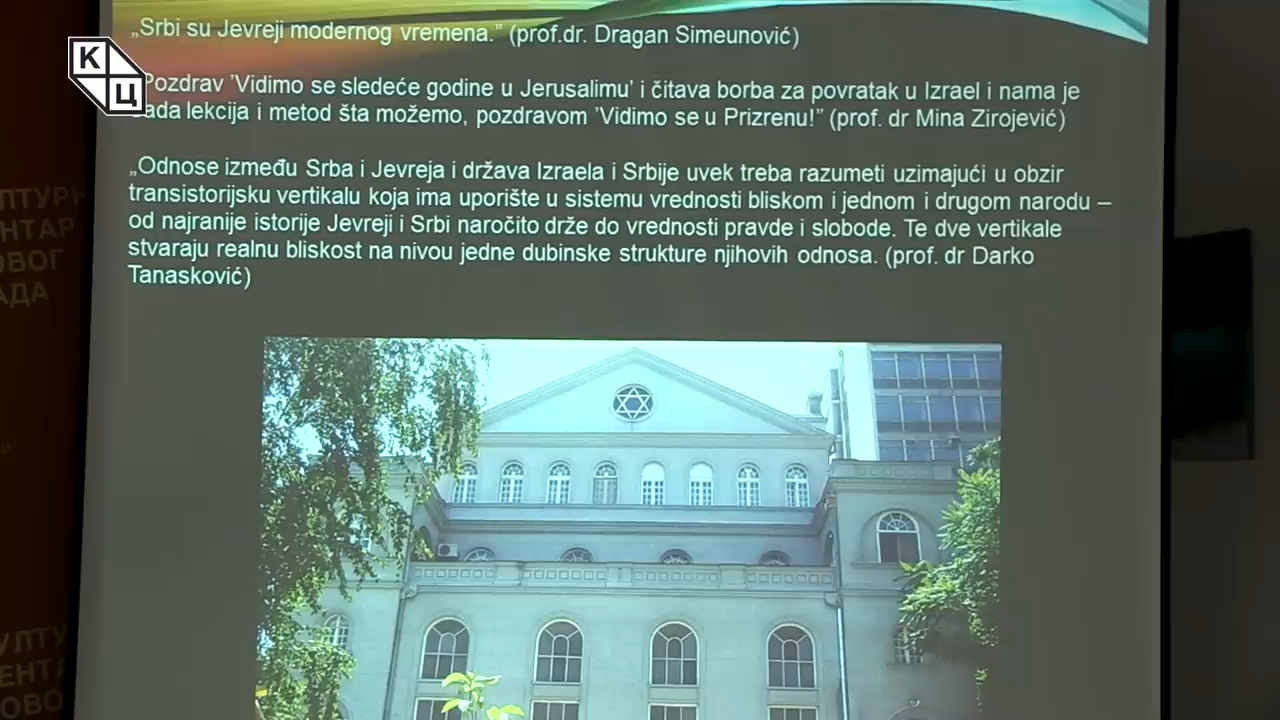 „Srbi su Jevreji modernog vremena.” (prof.dr. Dragan Simeunović)
К
Ц
Pozdrav ’Vidimo se sledeće godine u Jerusalimu’ i čitava borba za povratak u Izrael i nama je
lekcija i metod šta možemo, pozdravom ’Vidimo se u Prizrenu!” (prof. dr Mina Zirojević)
„Odnose između Srba i Jevreja i država Izraela i Srbije uvek treba razumeti uzimajući u obzir
transistorijsku vertikalu koja ima uporište u sistemu vrednosti bliskom i jednom i drugom narodu –
od najranije istorije Jevreji i Srbi naročito drže do vrednosti pravde i slobode. Te dve vertikale
stvaraju realnu bliskost na nivou jedne dubinske strukture njihovih odnosa. (prof. dr Darko
Tanasković)